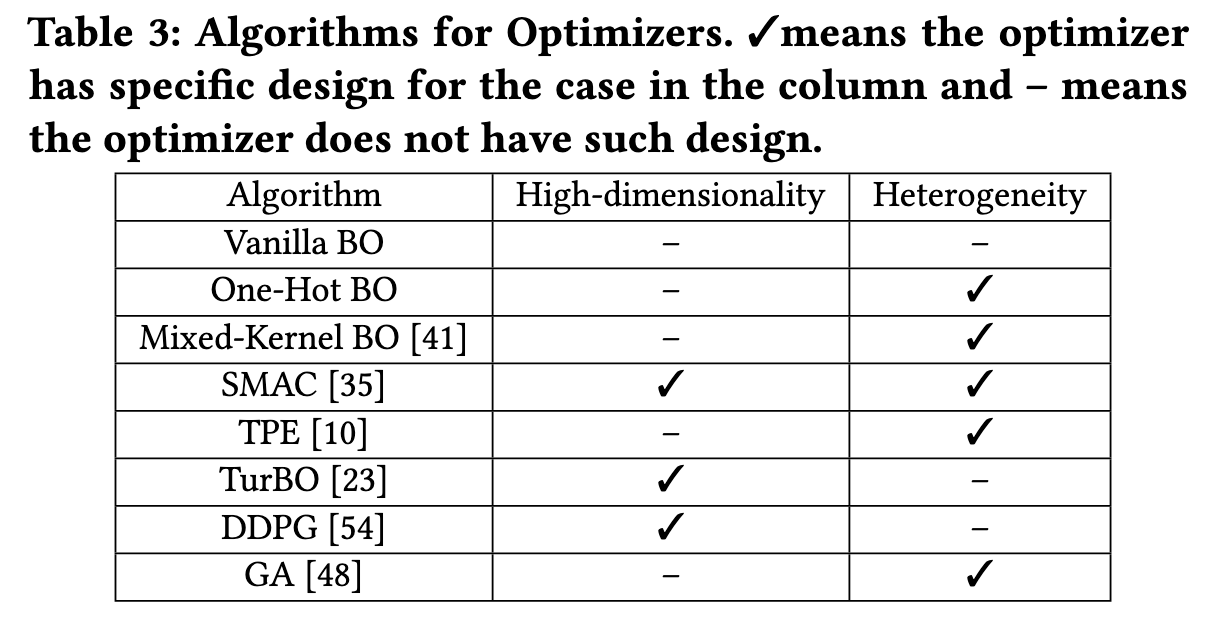 Table 3: Algorithms for Optimizers. ✓means the optimizer
has specific design for the case in the column and – means
the optimizer does not have such design.
Algorithm High-dimensionality Heterogeneity
Vanilla BO – –
One-Hot BO – ✓
Mixed-Kernel BO [41] – ✓
SMAC [35] ✓ ✓
TPE [10] – ✓
TurBO [23] ✓ –
DDPG [54] ✓ –
GA [48] – ✓